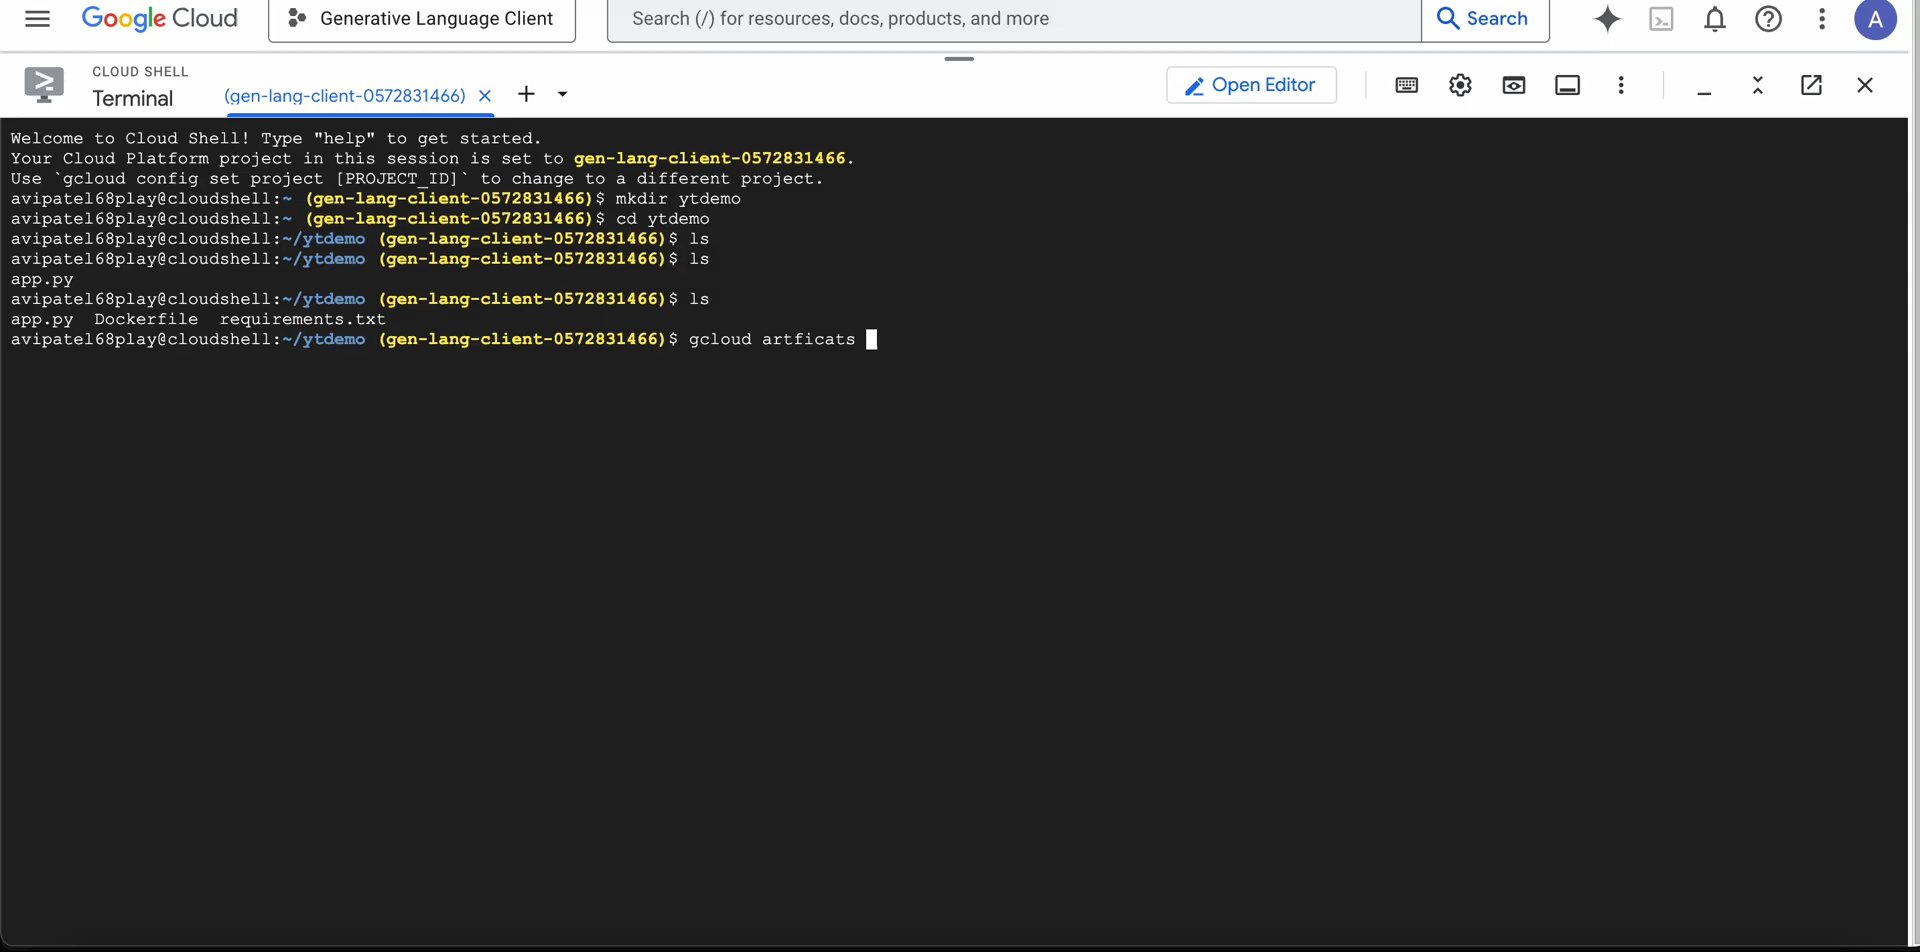 Google Cloud
Generative Language Client
Search (/) for resources, docs, products, and more
Search
A
CLOUD SHELL
Terminal
(gen-lang-client-0572831466)
Open Editor
Welcome to Cloud Shell! Type "help" to get started.
Your Cloud Platform project in this session is set to gen-lang-client-0572831466.
Use `gcloud config set project [PROJECT_ID]` to change to a different project.
avipatel68play@cloudshell:~ (gen-lang-client-0572831466)$ mkdir ytdemo
avipatel68play@cloudshell:~ (gen-lang-client-0572831466)$ cd ytdemo
avipatel68play@cloudshell:~/ytdemo (gen-lang-client-0572831466)$ ls
avipatel68play@cloudshell:~/ytdemo (gen-lang-client-0572831466)$ ls
app.py
avipatel68play@cloudshell:~/ytdemo (gen-lang-client-0572831466)$ ls
app.py  Dockerfile  requirements.txt
avipatel68play@cloudshell:~/ytdemo (gen-lang-client-0572831466)$ gcloud artficats